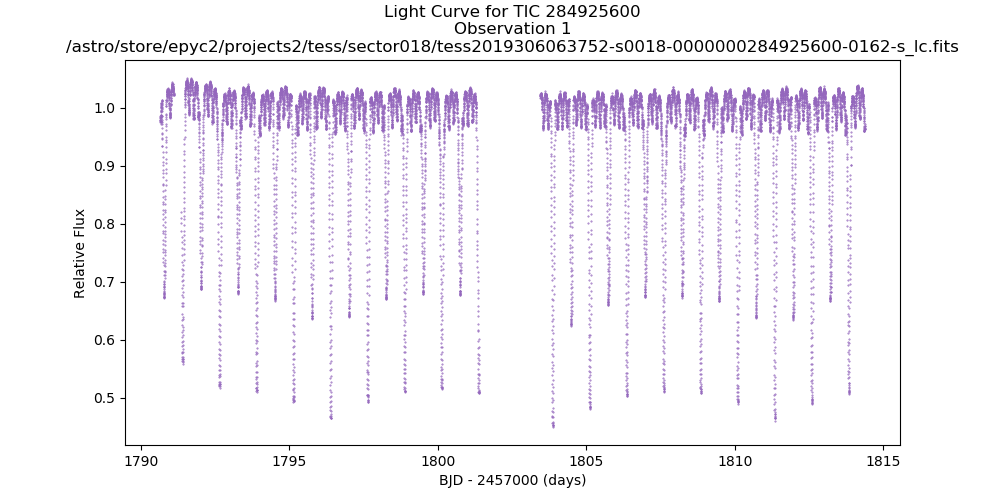 Light Curve for TIC 284925600
Observation 1
/astro/store/epyc2/projects2/tess/sector018/tess2019306063752-s0018-0000000284925600-0162-s_lc.fits
Relative Flux
1.0
0.9
0.8
0.7
0.6
0.5
1790
1795
1800
1805
1810
1815
BJD - 2457000 (days)